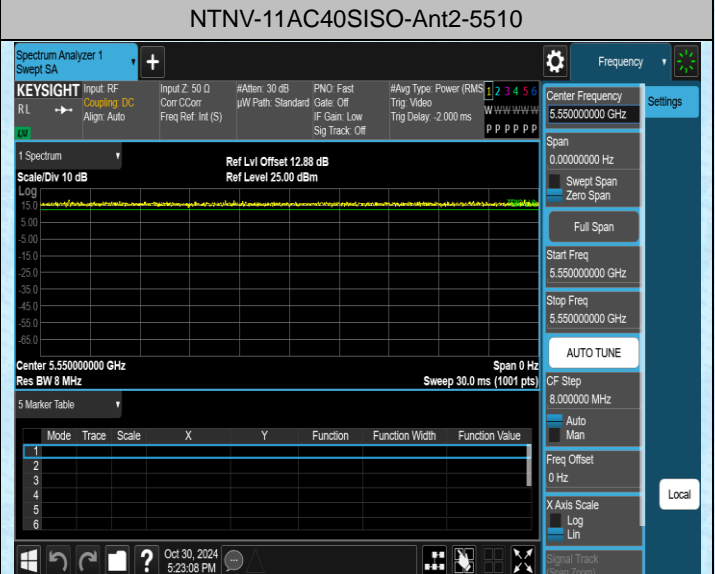 NTNV-11AC40SISO-Ant2-5510
Spectrum Analyzer 1
Swept SA
Frequency
KEYSIGHT
RL
Input: RF
Coupling: DC
Align: Auto
Input Z: 50 Ω
Corr CCorr
Freq Ref: Int (S)
#Atten: 30 dB
µW Path: Standard
PNO: Fast
Gate: Off
IF Gain: Low
Sig Track: Off
#Avg Type: Power (RMS
Trig: Video
Trig Delay: -2.000 ms
1 2 3 4 5 6
W W W W W W
P P P P P P
1 Spectrum
Scale/Div 10 dB
Ref Lvl Offset 12.88 dB
Ref Level 25.00 dBm
Log
15.0
5.00
-5.00
-15.0
-25.0
-35.0
-45.0
-55.0
-65.0
Center 5.550000000 GHz
Span 0 Hz
Res BW 8 MHz
Sweep 30.0 ms (1001 pts)
5 Marker Table
Mode Trace Scale X Y Function Function Width Function Value
1
2
3
4
5
6
Center Frequency
5.550000000 GHz
Span
0.00000000 Hz
Swept Span
Zero Span
Full Span
Start Freq
5.550000000 GHz
Stop Freq
5.550000000 GHz
AUTO TUNE
CF Step
8.000000 MHz
Auto
Man
Freq Offset
0 Hz
X Axis Scale
Log
Lin
Signal Track
(Span Zoom)
Settings
Local
Oct 30, 2024
5:23:08 PM